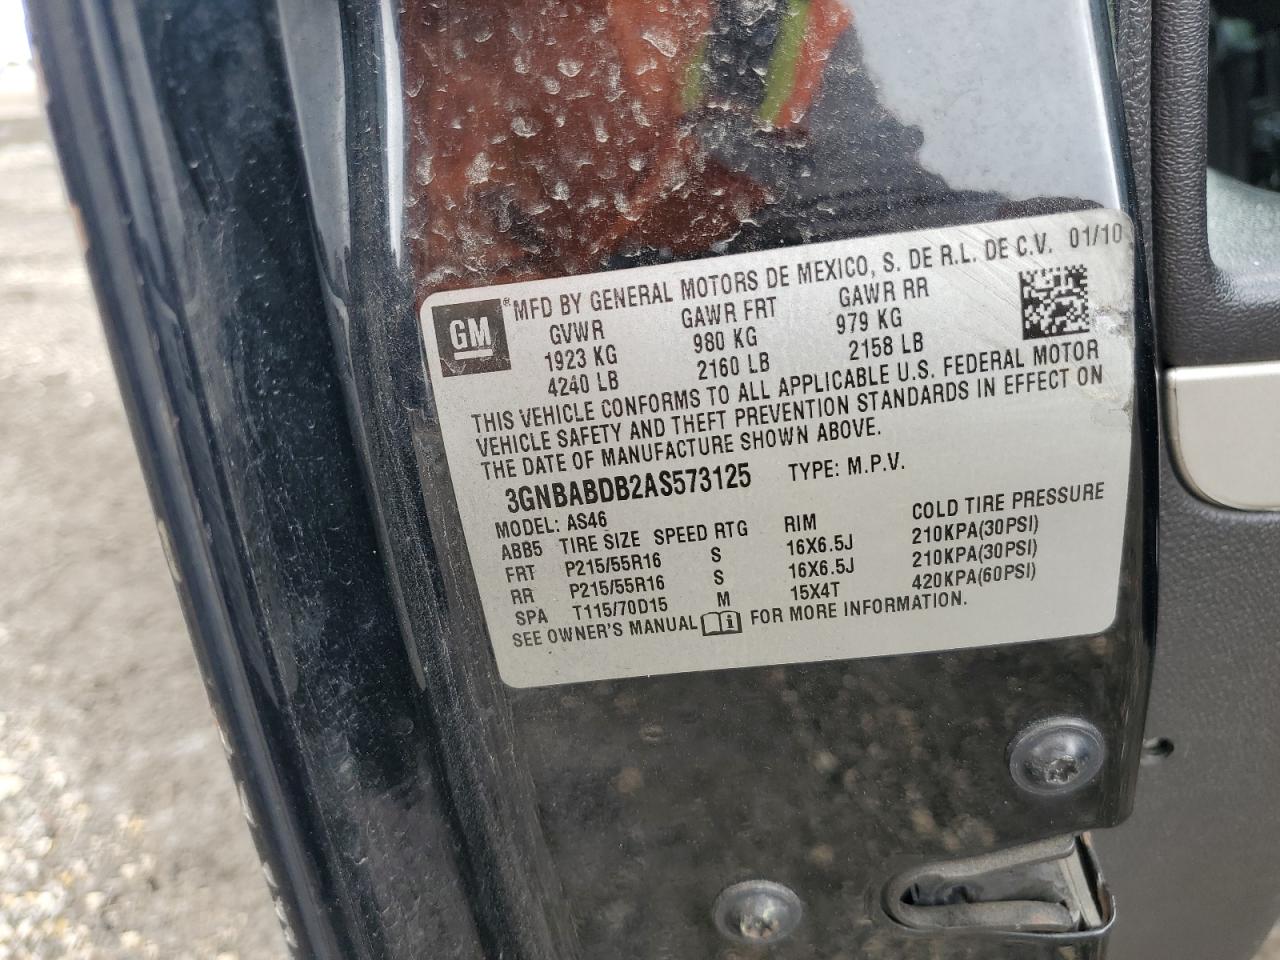 GM ® MFD BY GENERAL MOTORS DE MEXICO, S. DE R.L. DE C.V. 01/10
GVWR GAWR FRT GAWR RR
1923 KG 980 KG 979 KG
4240 LB 2160 LB 2158 LB
THIS VEHICLE CONFORMS TO ALL APPLICABLE U.S. FEDERAL MOTOR
VEHICLE SAFETY AND THEFT PREVENTION STANDARDS IN EFFECT ON
THE DATE OF MANUFACTURE SHOWN ABOVE.
3GNBABDB2AS573125 TYPE: M.P.V.
MODEL: AS46
ABB5 TIRE SIZE SPEED RTG RIM COLD TIRE PRESSURE
FRT P215/55R16 S 16X6.5J 210KPA(30PSI)
RR P215/55R16 S 16X6.5J 210KPA(30PSI)
SPA T115/70D15 M 15X4T 420KPA(60PSI)
SEE OWNER'S MANUAL i FOR MORE INFORMATION.